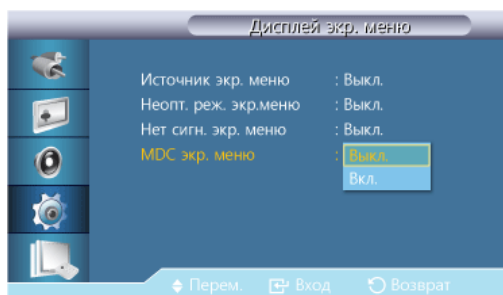 Дисплей экр. меню
Источник экр. меню : Выкл.
Неопт. реж. экр.меню : Выкл.
Нет сигн. экр. меню : Выкл.
MDC экр. меню : Выкл.
Вкл.
Перем. Вход Возврат